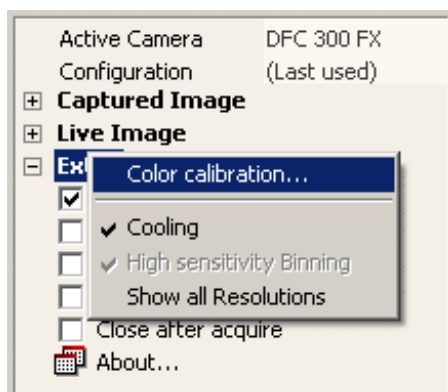 Active Camera DFC 300 FX
Configuration (Last used)
Captured Image
Live Image
Color calibration...
Cooling
High sensitivity Binning
Show all Resolutions
Close after acquire
About...